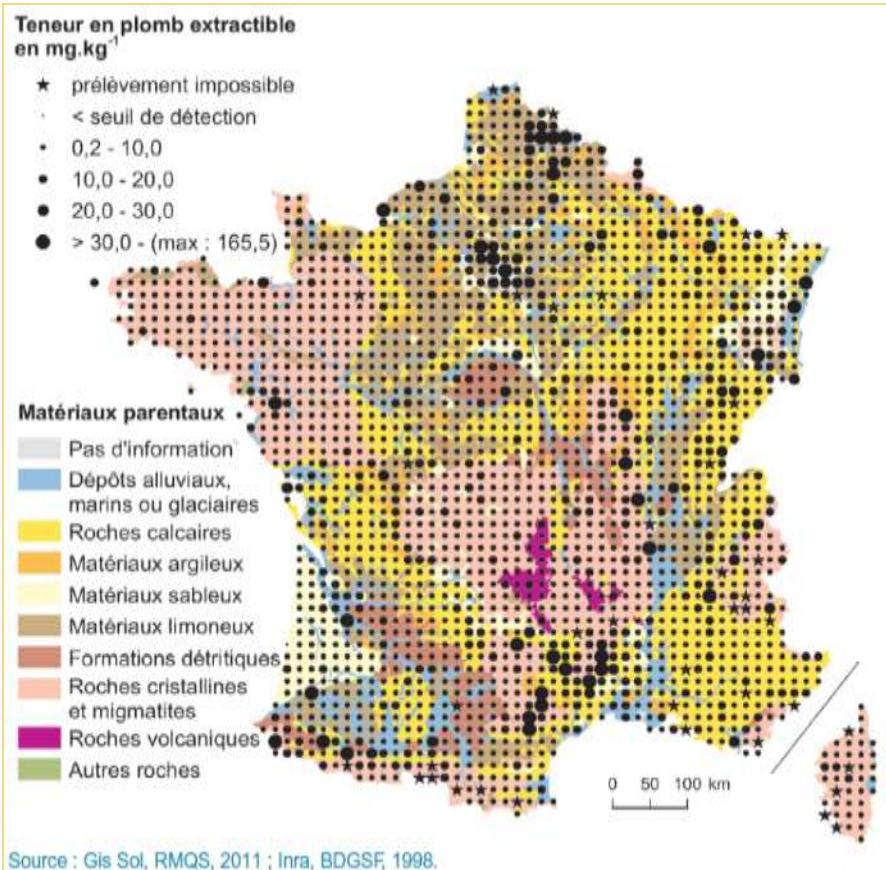 Teneur en plomb extractible
en mg.kg⁻¹
prélèvement impossible
< seuil de détection
0,2 - 10,0
10,0 - 20,0
20,0 - 30,0
> 30,0 - (max : 165,5)
Matériaux parentaux
Pas d'information
Dépôts alluviaux,
marins ou glaciaires
Roches calcaires
Matériaux argileux
Matériaux sableux
Matériaux limoneux
Formations détritiques
Roches cristallines
et migmatites
Roches volcaniques
Autres roches
0 50 100 km
Source : Gis Sol, RMQS, 2011 ; Inra, BDGSF, 1998.